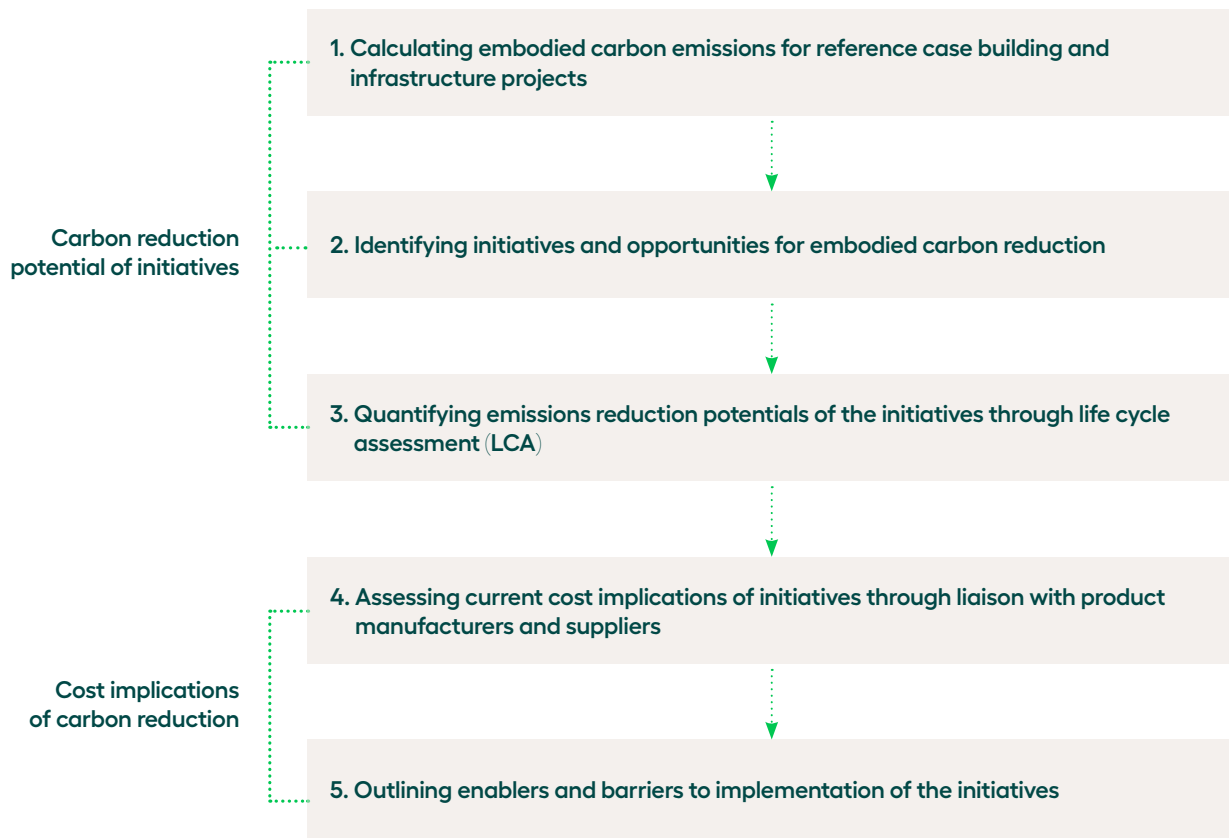 1. Calculating embodied carbon emissions for reference case building and
infrastructure projects
Carbon reduction
potential of initiatives
2. Identifying initiatives and opportunities for embodied carbon reduction
3. Quantifying emissions reduction potentials of the initiatives through life cycle
assessment (LCA)
4. Assessing current cost implications of initiatives through liaison with product
manufacturers and suppliers
Cost implications
of carbon reduction
5. Outlining enablers and barriers to implementation of the initiatives